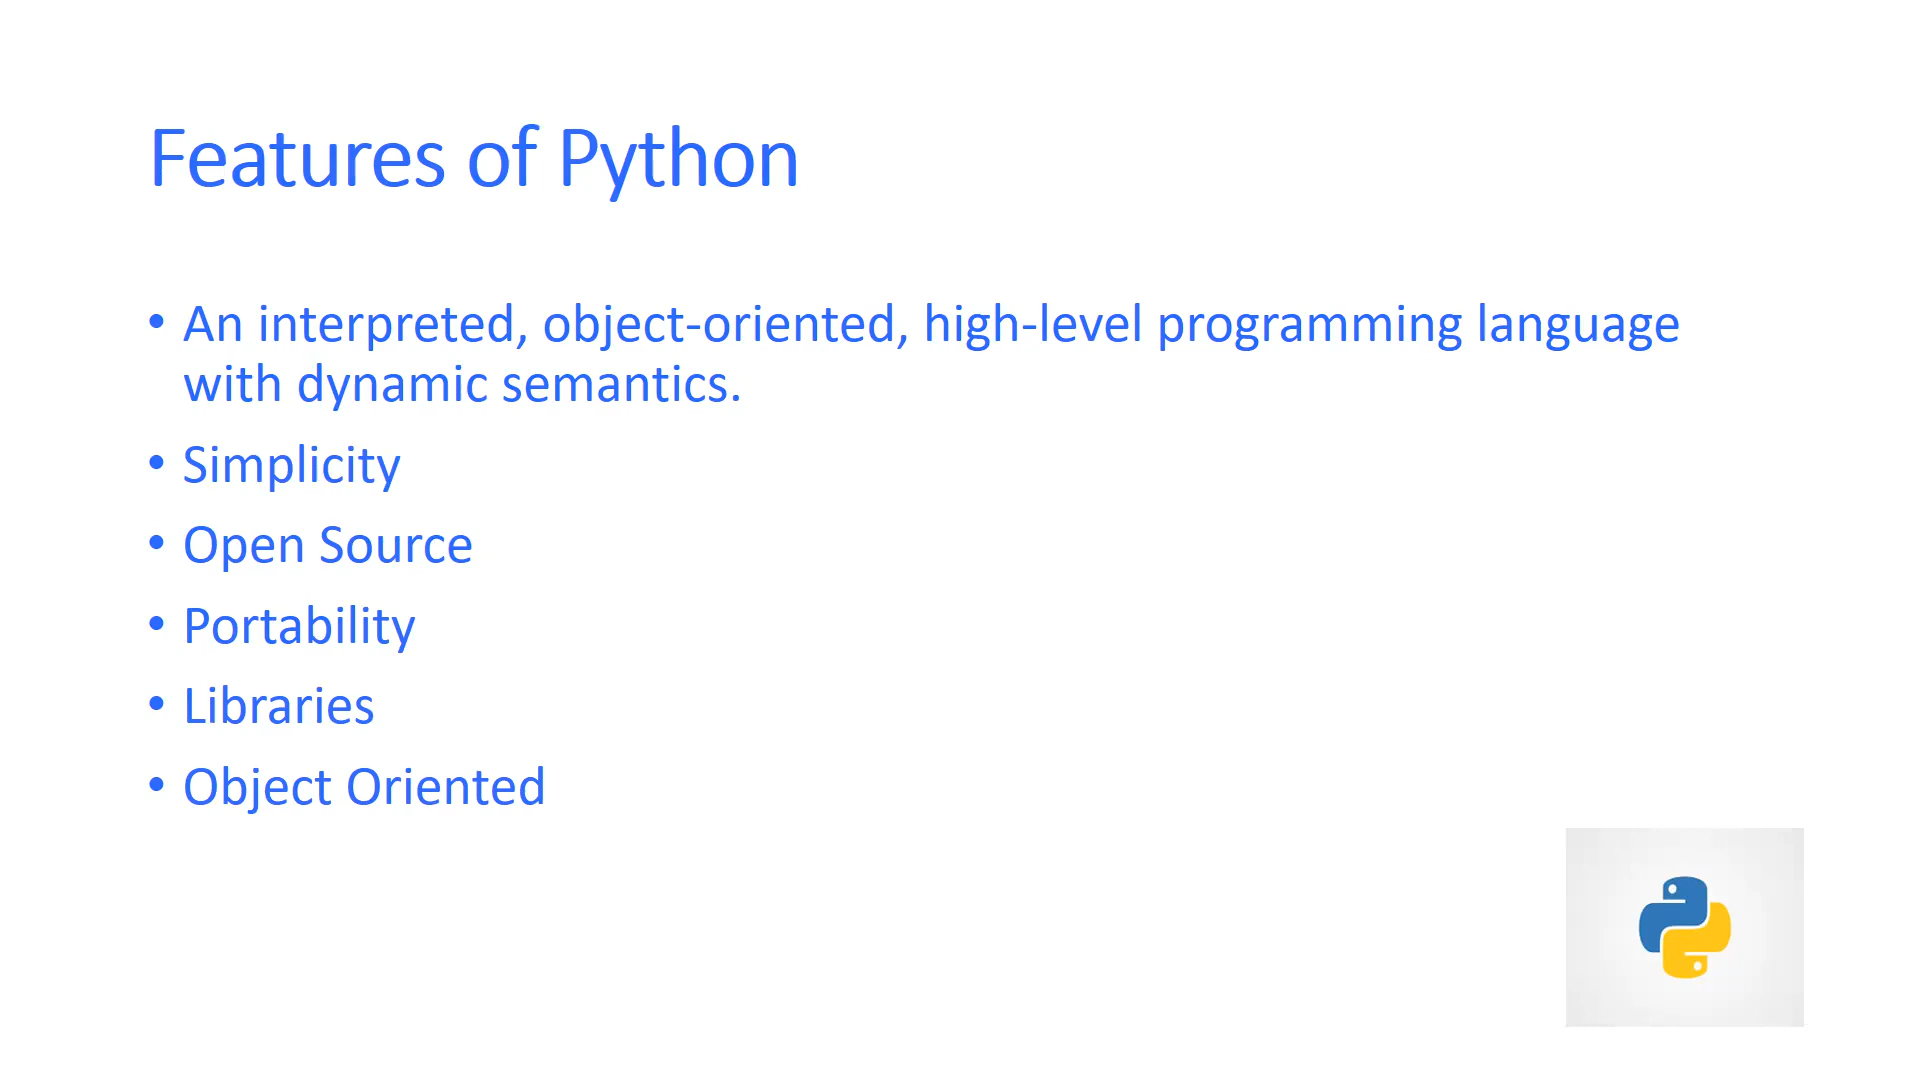 Features of Python
• An interpreted, object-oriented, high-level programming language
with dynamic semantics.
• Simplicity
• Open Source
• Portability
• Libraries
• Object Oriented